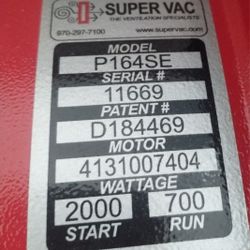 SUPER VAC
THE VENTILATION SPECIALISTS
970-297-7100 www.supervac.com
MODEL
P164SE
SERIAL #
11669
PATENT #
D184469
MOTOR
4131007404
WATTAGE
2000 700
START RUN